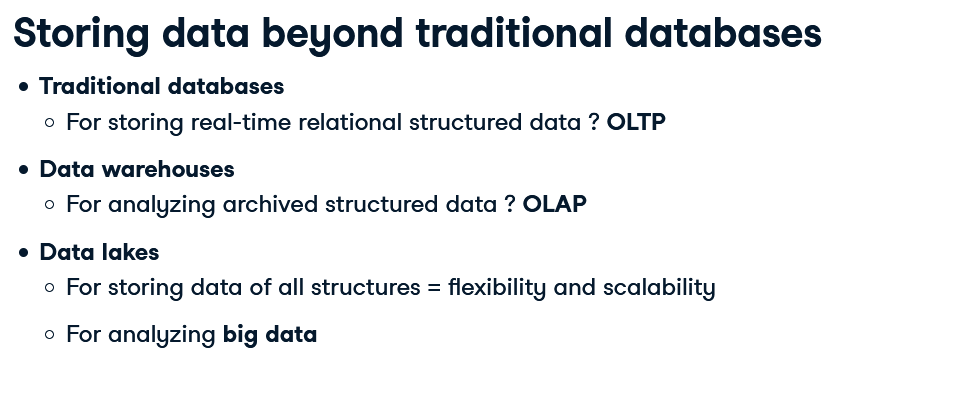 Storing data beyond traditional databases
• Traditional databases
○ For storing real-time relational structured data ? OLTP
• Data warehouses
○ For analyzing archived structured data ? OLAP
• Data lakes
○ For storing data of all structures = flexibility and scalability
○ For analyzing big data